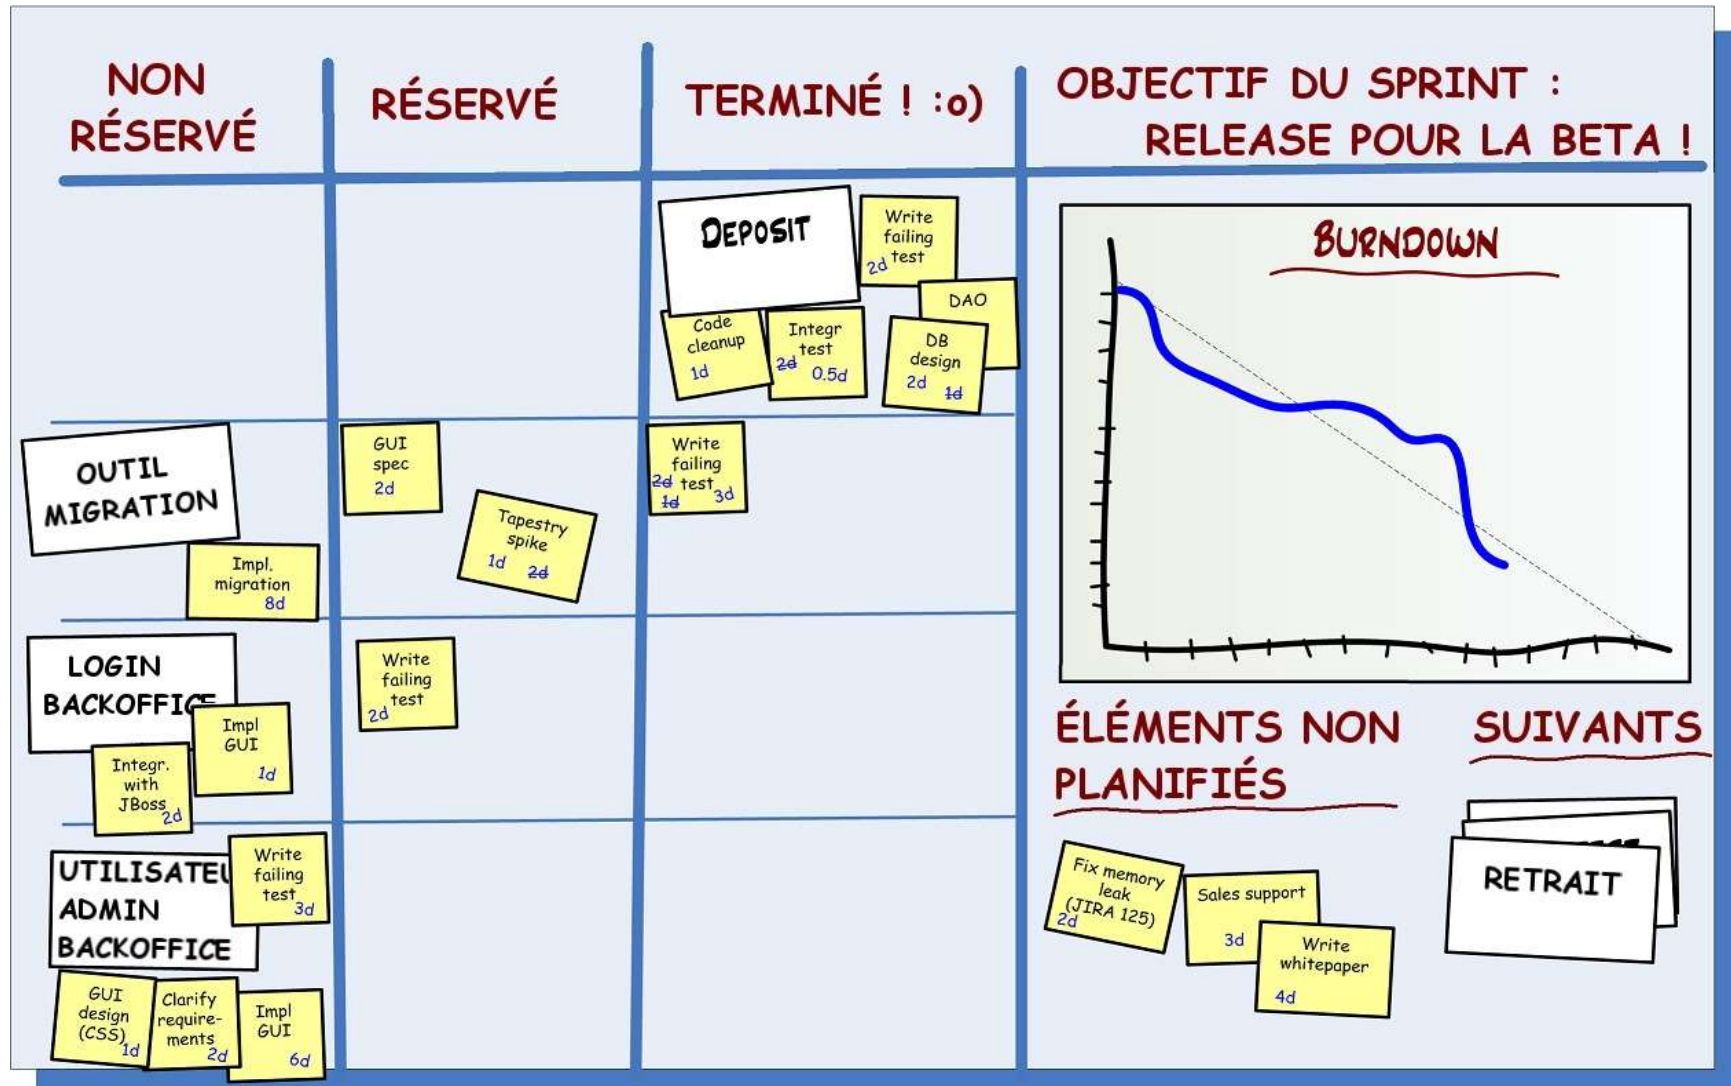 NON
RÉSERVÉ
RÉSERVÉ
TERMINÉ ! :o)
OBJECTIF DU SPRINT :
RELEASE POUR LA BETA !
DEPOSIT
Write
failing
test
2d
DAO
Code
cleanup
1d
Integr
test
2d
0.5d
DB
design
2d
1d
OUTIL
MIGRATION
Impl.
migration
8d
GUI
spec
2d
Tapestry
spike
1d
2d
Write
failing
2d test
1d 3d
LOGIN
BACKOFFICE
Impl
GUI
1d
Integr.
with
JBoss
2d
Write
failing
test
2d
UTILISATEU
ADMIN
BACKOFFICE
Write
failing
test
3d
GUI
design
(CSS)
1d
Clarify
require-
ments
2d
Impl
GUI
6d
BURNDOWN
ÉLÉMENTS NON
PLANIFIÉS
Fix memory
leak
(JIRA 125)
2d
Sales support
3d
Write
whitepaper
4d
SUIVANTS
RETRAIT